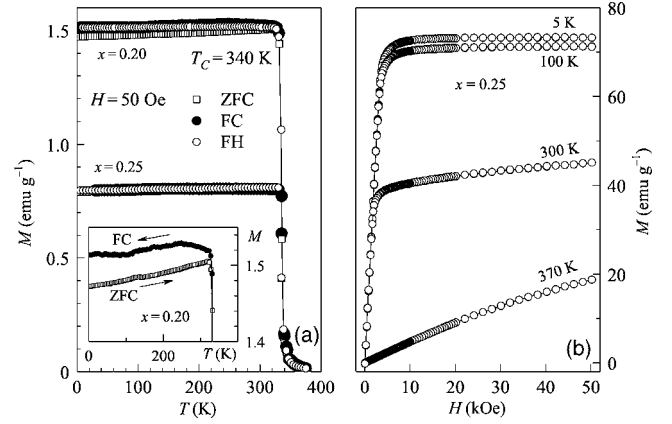 1.5
1.0
0.5
0
M (emu g⁻¹)
x = 0.20
T_C = 340 K
H = 50 Oe
ZFC
FC
FH
x = 0.25
FC
M
1.5
ZFC
x = 0.20
1.4
0 200 T (K)
(a)
0 100 200 300 400
T (K)
5 K
100 K
x = 0.25
300 K
370 K
(b)
80
60
40
20
0
M (emu g⁻¹)
0 10 20 30 40 50
H (kOe)